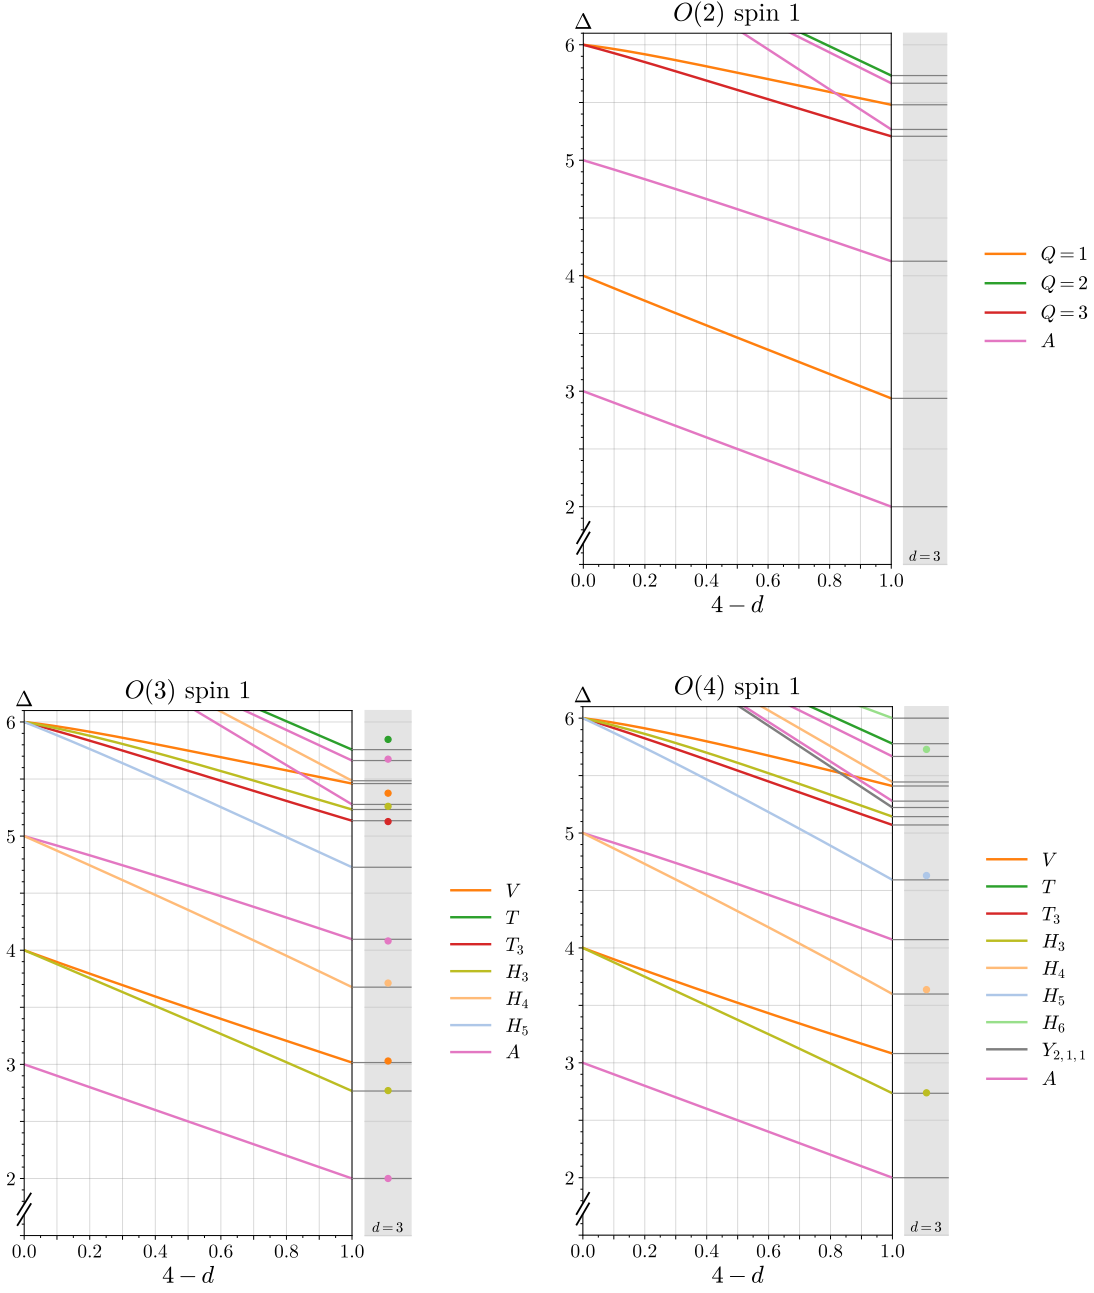 O(2) spin 1
Δ
6
5
4
3
2
0.0 0.2 0.4 0.6 0.8 1.0
4 − d
d = 3
Q = 1
Q = 2
Q = 3
A
O(3) spin 1
Δ
6
5
4
3
2
0.0 0.2 0.4 0.6 0.8 1.0
4 − d
d = 3
V
T
T₃
H₃
H₄
H₅
A
O(4) spin 1
Δ
6
5
4
3
2
0.0 0.2 0.4 0.6 0.8 1.0
4 − d
d = 3
V
T
T₃
H₃
H₄
H₅
H₆
Y₂,₁,₁
A